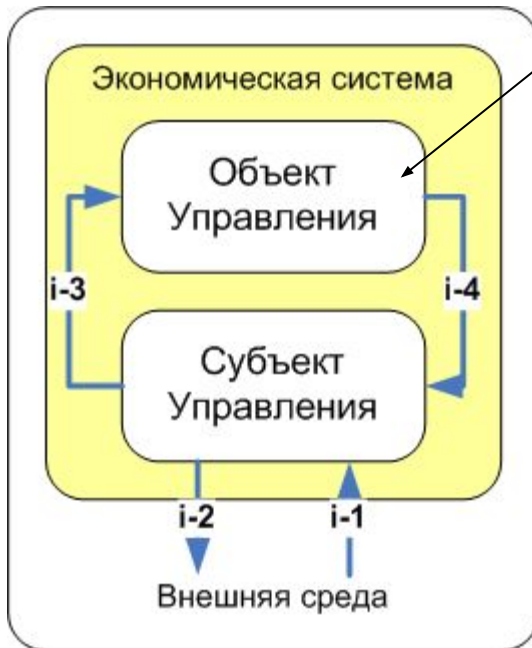 Экономическая система
Объект
Управления
i-3
i-4
Субъект
Управления
i-2
i-1
Внешняя среда